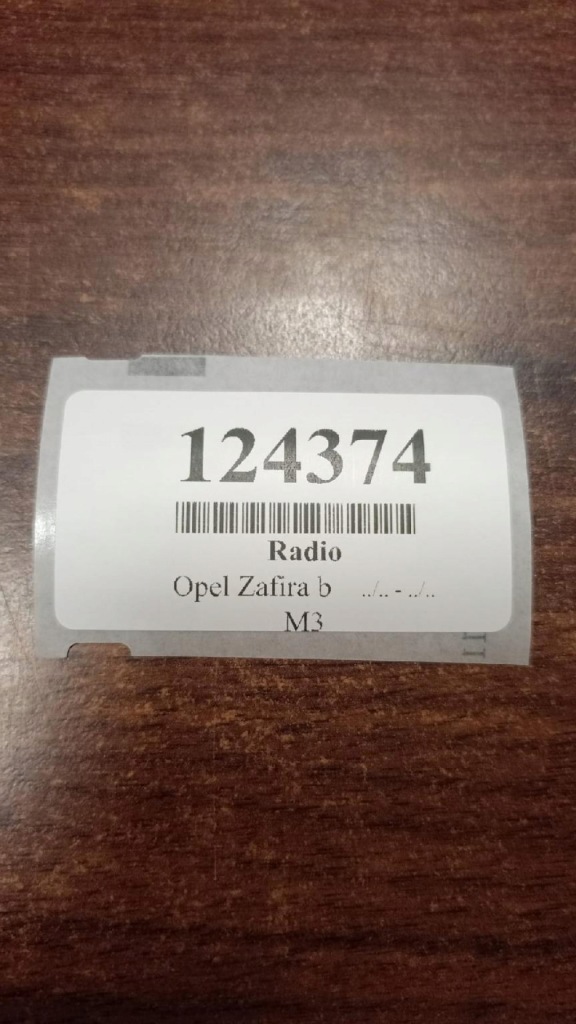 124374
Radio
Opel Zafira b ../.. - ../..
M3